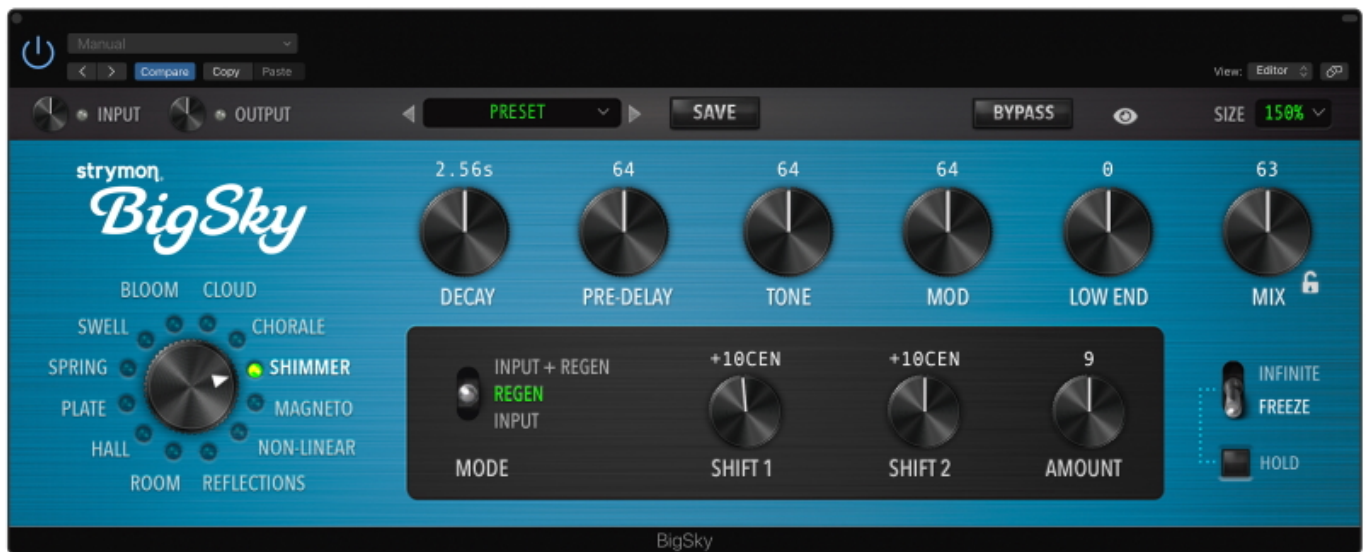 Manual
Compare Copy Paste
View: Editor
INPUT OUTPUT PRESET SAVE BYPASS SIZE 150%
strymon.
BigSky
2.56s 64 64 64 0 63
DECAY PRE-DELAY TONE MOD LOW END MIX
BLOOM CLOUD
SWELL CHORALE
SPRING SHIMMER
PLATE MAGNETO
HALL NON-LINEAR
ROOM REFLECTIONS
INPUT + REGEN
REGEN
INPUT
MODE
+10CEN +10CEN 9
SHIFT 1 SHIFT 2 AMOUNT
INFINITE
FREEZE
HOLD
BigSky